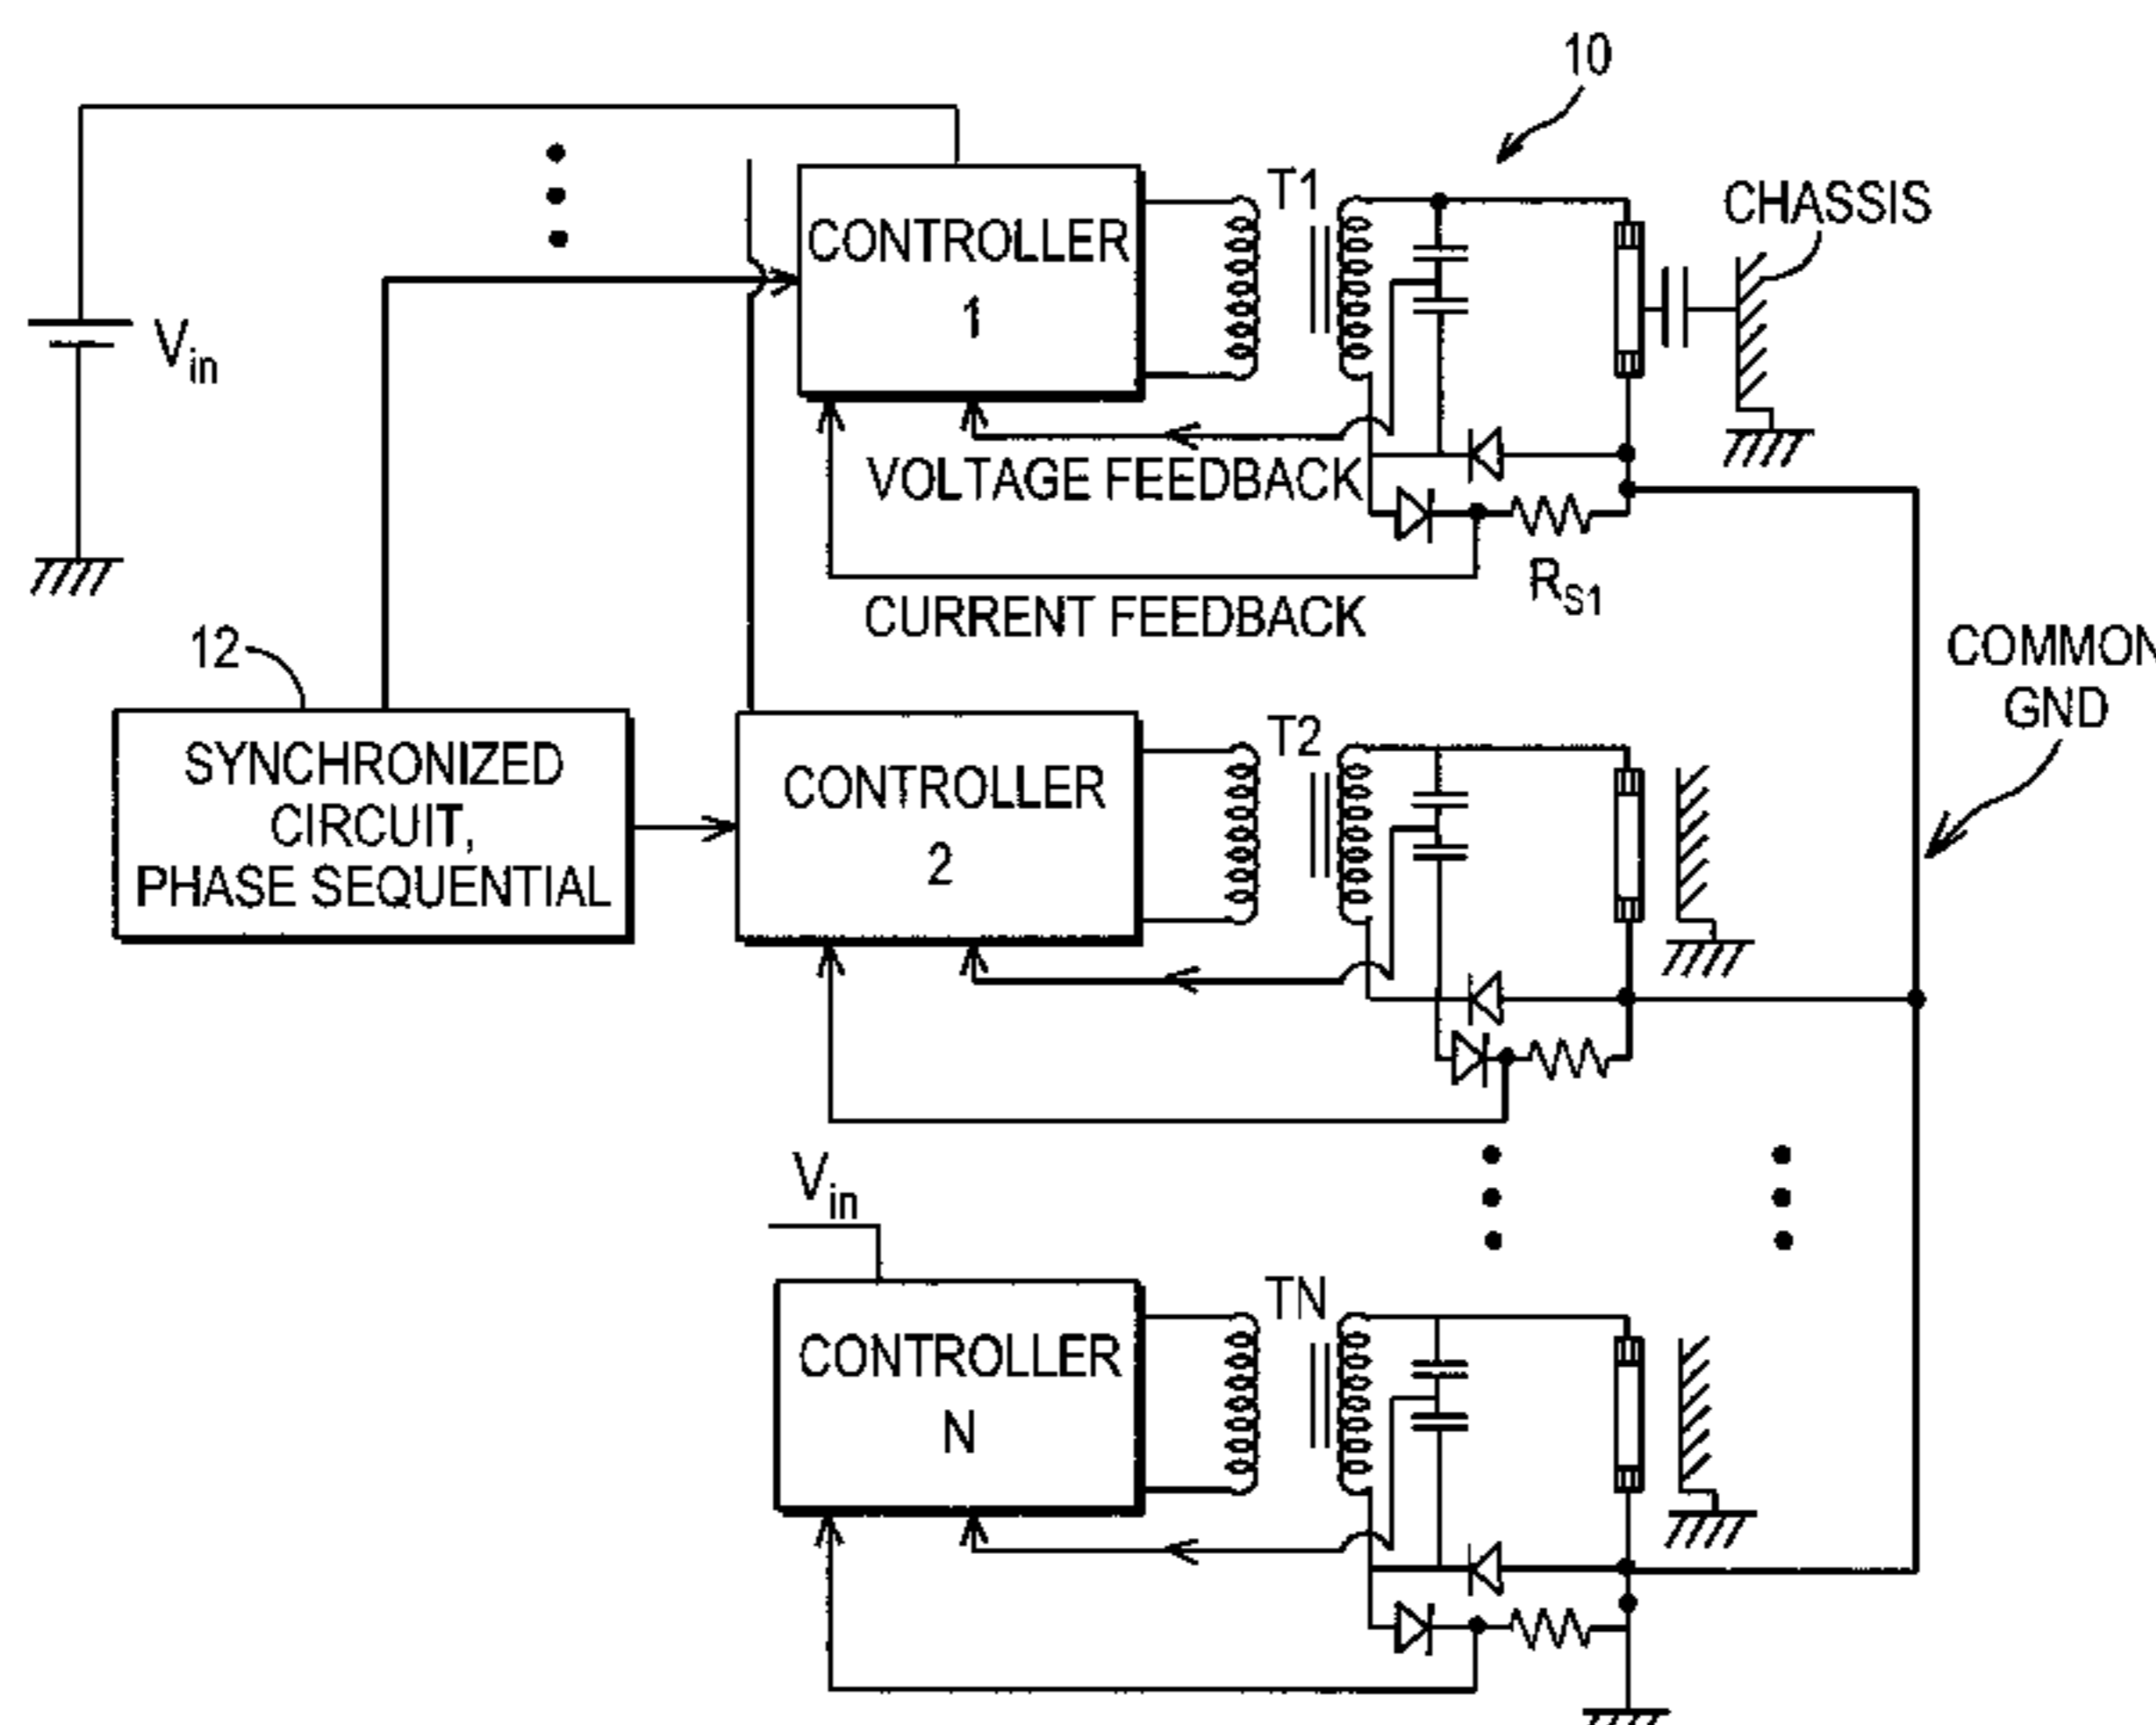 10
T1
CHASSIS
CONTROLLER
1
Vin
VOLTAGE FEEDBACK
RS1
CURRENT FEEDBACK
12
COMMON
GND
SYNCHRONIZED
CIRCUIT,
PHASE SEQUENTIAL
T2
CONTROLLER
2
Vin
TN
CONTROLLER
N